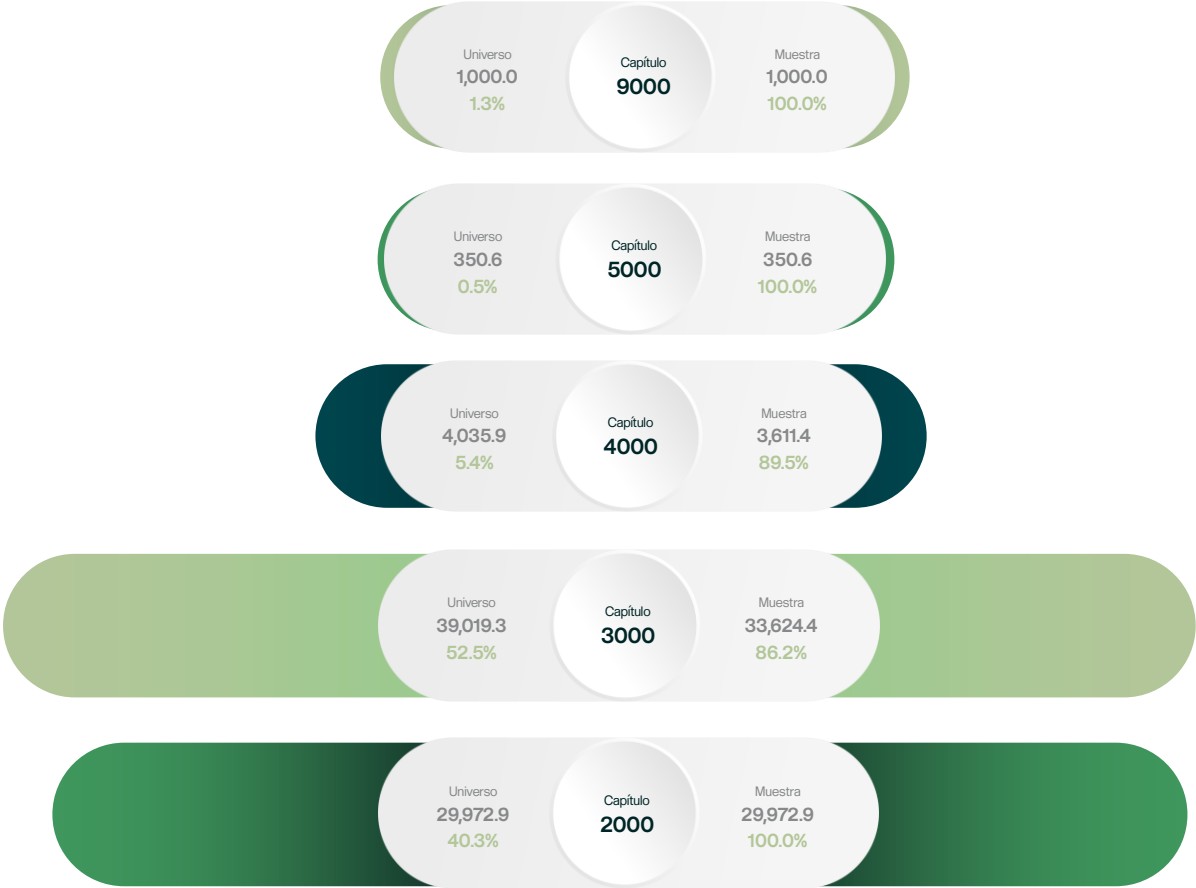 Universo
1,000.0
1.3%
Capítulo
9000
Muestra
1,000.0
100.0%
Universo
350.6
0.5%
Capítulo
5000
Muestra
350.6
100.0%
Universo
4,035.9
5.4%
Capítulo
4000
Muestra
3,611.4
89.5%
Universo
39,019.3
52.5%
Capítulo
3000
Muestra
33,624.4
86.2%
Universo
29,972.9
40.3%
Capítulo
2000
Muestra
29,972.9
100.0%